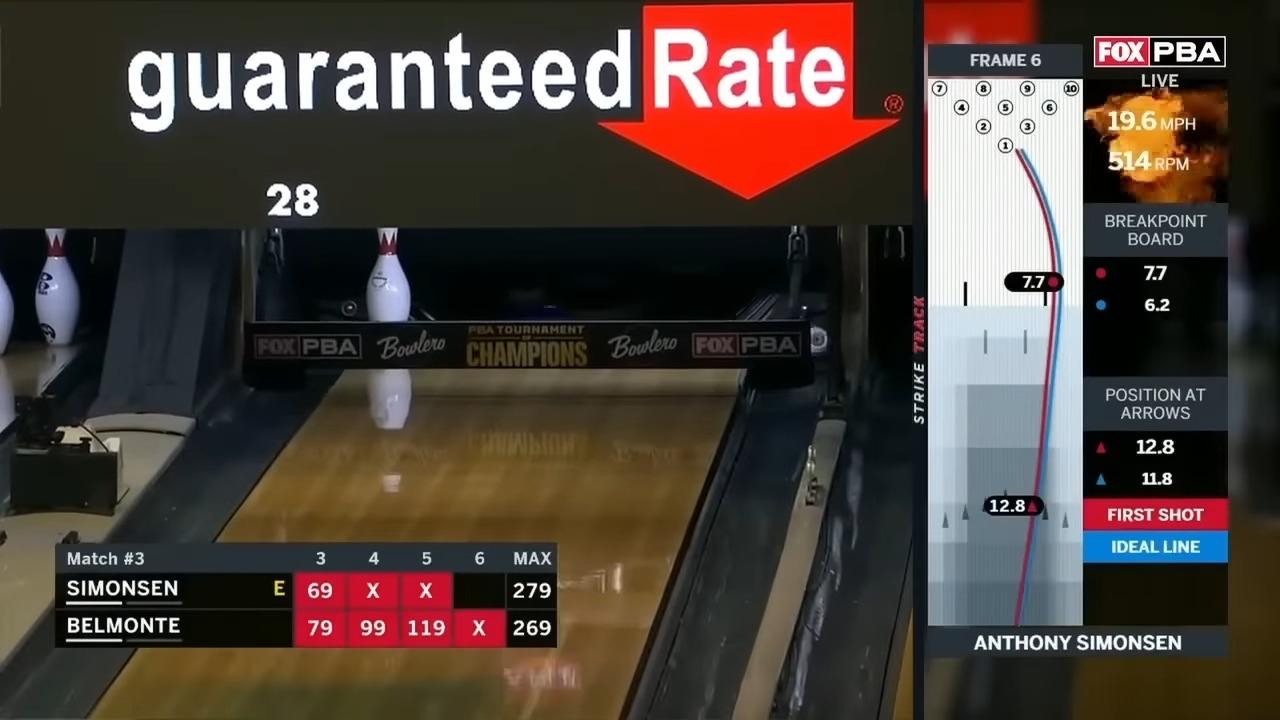 guaranteed Rate ®
28
FOX PBA Bowlero PBA TOURNAMENT OF CHAMPIONS Bowlero FOX PBA
Match #3 3 4 5 6 MAX
SIMONSEN E 69 X X 279
BELMONTE 79 99 119 X 269
STRIKE TRACK
FRAME 6
7 8 9 10
4 5 6
2 3
1
7.7
12.8
FOX PBA
LIVE
19.6 MPH
514 RPM
BREAKPOINT
BOARD
7.7
6.2
POSITION AT
ARROWS
12.8
11.8
FIRST SHOT
IDEAL LINE
ANTHONY SIMONSEN